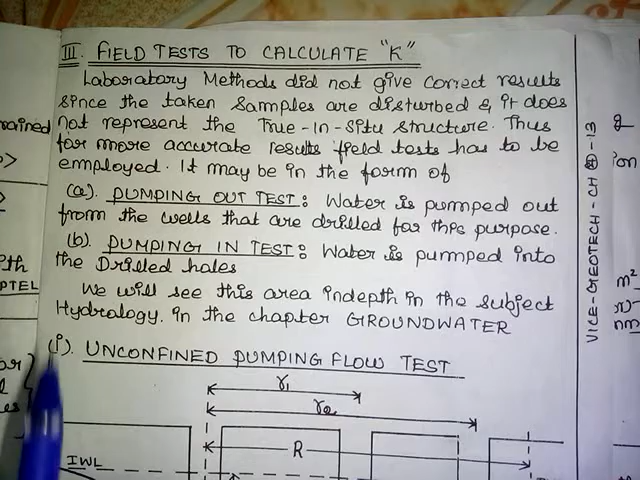 III. FIELD TESTS TO CALCULATE "K"
Laboratory Methods did not give Correct results
since the taken Samples are disturbed & it does
not represent the True-in-situ structure. Thus
for more accurate results field tests has to be
employed. It may be in the form of
(a). PUMPING OUT TEST: Water is pumped out
from the wells that are drilled for this purpose.
(b). PUMPING IN TEST: Water is pumped into
the Drilled holes
We will see this area indepth in the subject
Hydrology. in the chapter GROUNDWATER
(i). UNCONFINED PUMPING FLOW TEST
r1
r2
R
IWL
VICE-GEOTECH-CH-13
rained
PTEL
m²